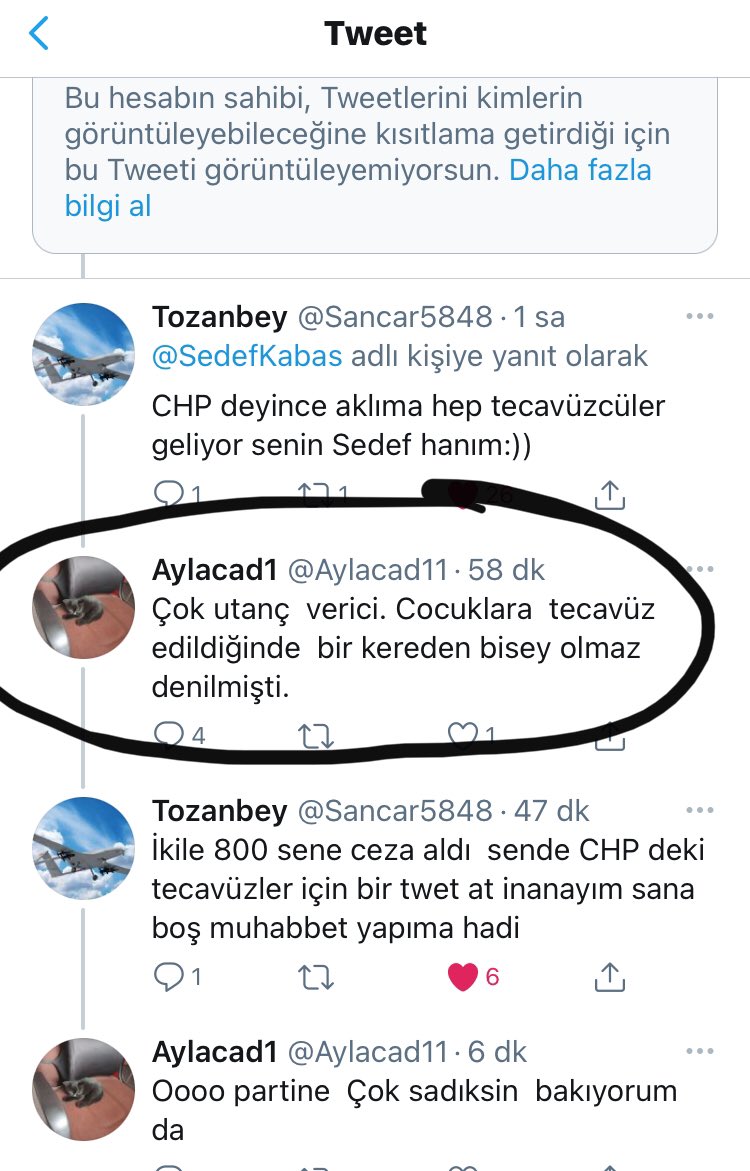 Tweet
Bu hesabın sahibi, Tweetlerini kimlerin
görüntüleyebileceğine kısıtlama getirdiği için
bu Tweeti görüntüleyemiyorsun. Daha fazla
bilgi al
Tozanbey @Sancar5848 · 1 sa
@SedefKabas adlı kişiye yanıt olarak
CHP deyince aklıma hep tecavüzcüler
geliyor senin Sedef hanım:))
1 1 26
Aylacad1 @Aylacad11 · 58 dk
Çok utanç verici. Cocuklara tecavüz
edildiğinde bir kereden bisey olmaz
denilmişti.
4 1
Tozanbey @Sancar5848 · 47 dk
İkile 800 sene ceza aldı sende CHP deki
tecavüzler için bir twet at inanayım sana
boş muhabbet yapıma hadi
1 6
Aylacad1 @Aylacad11 · 6 dk
Oooo partine Çok sadıksin bakıyorum
da